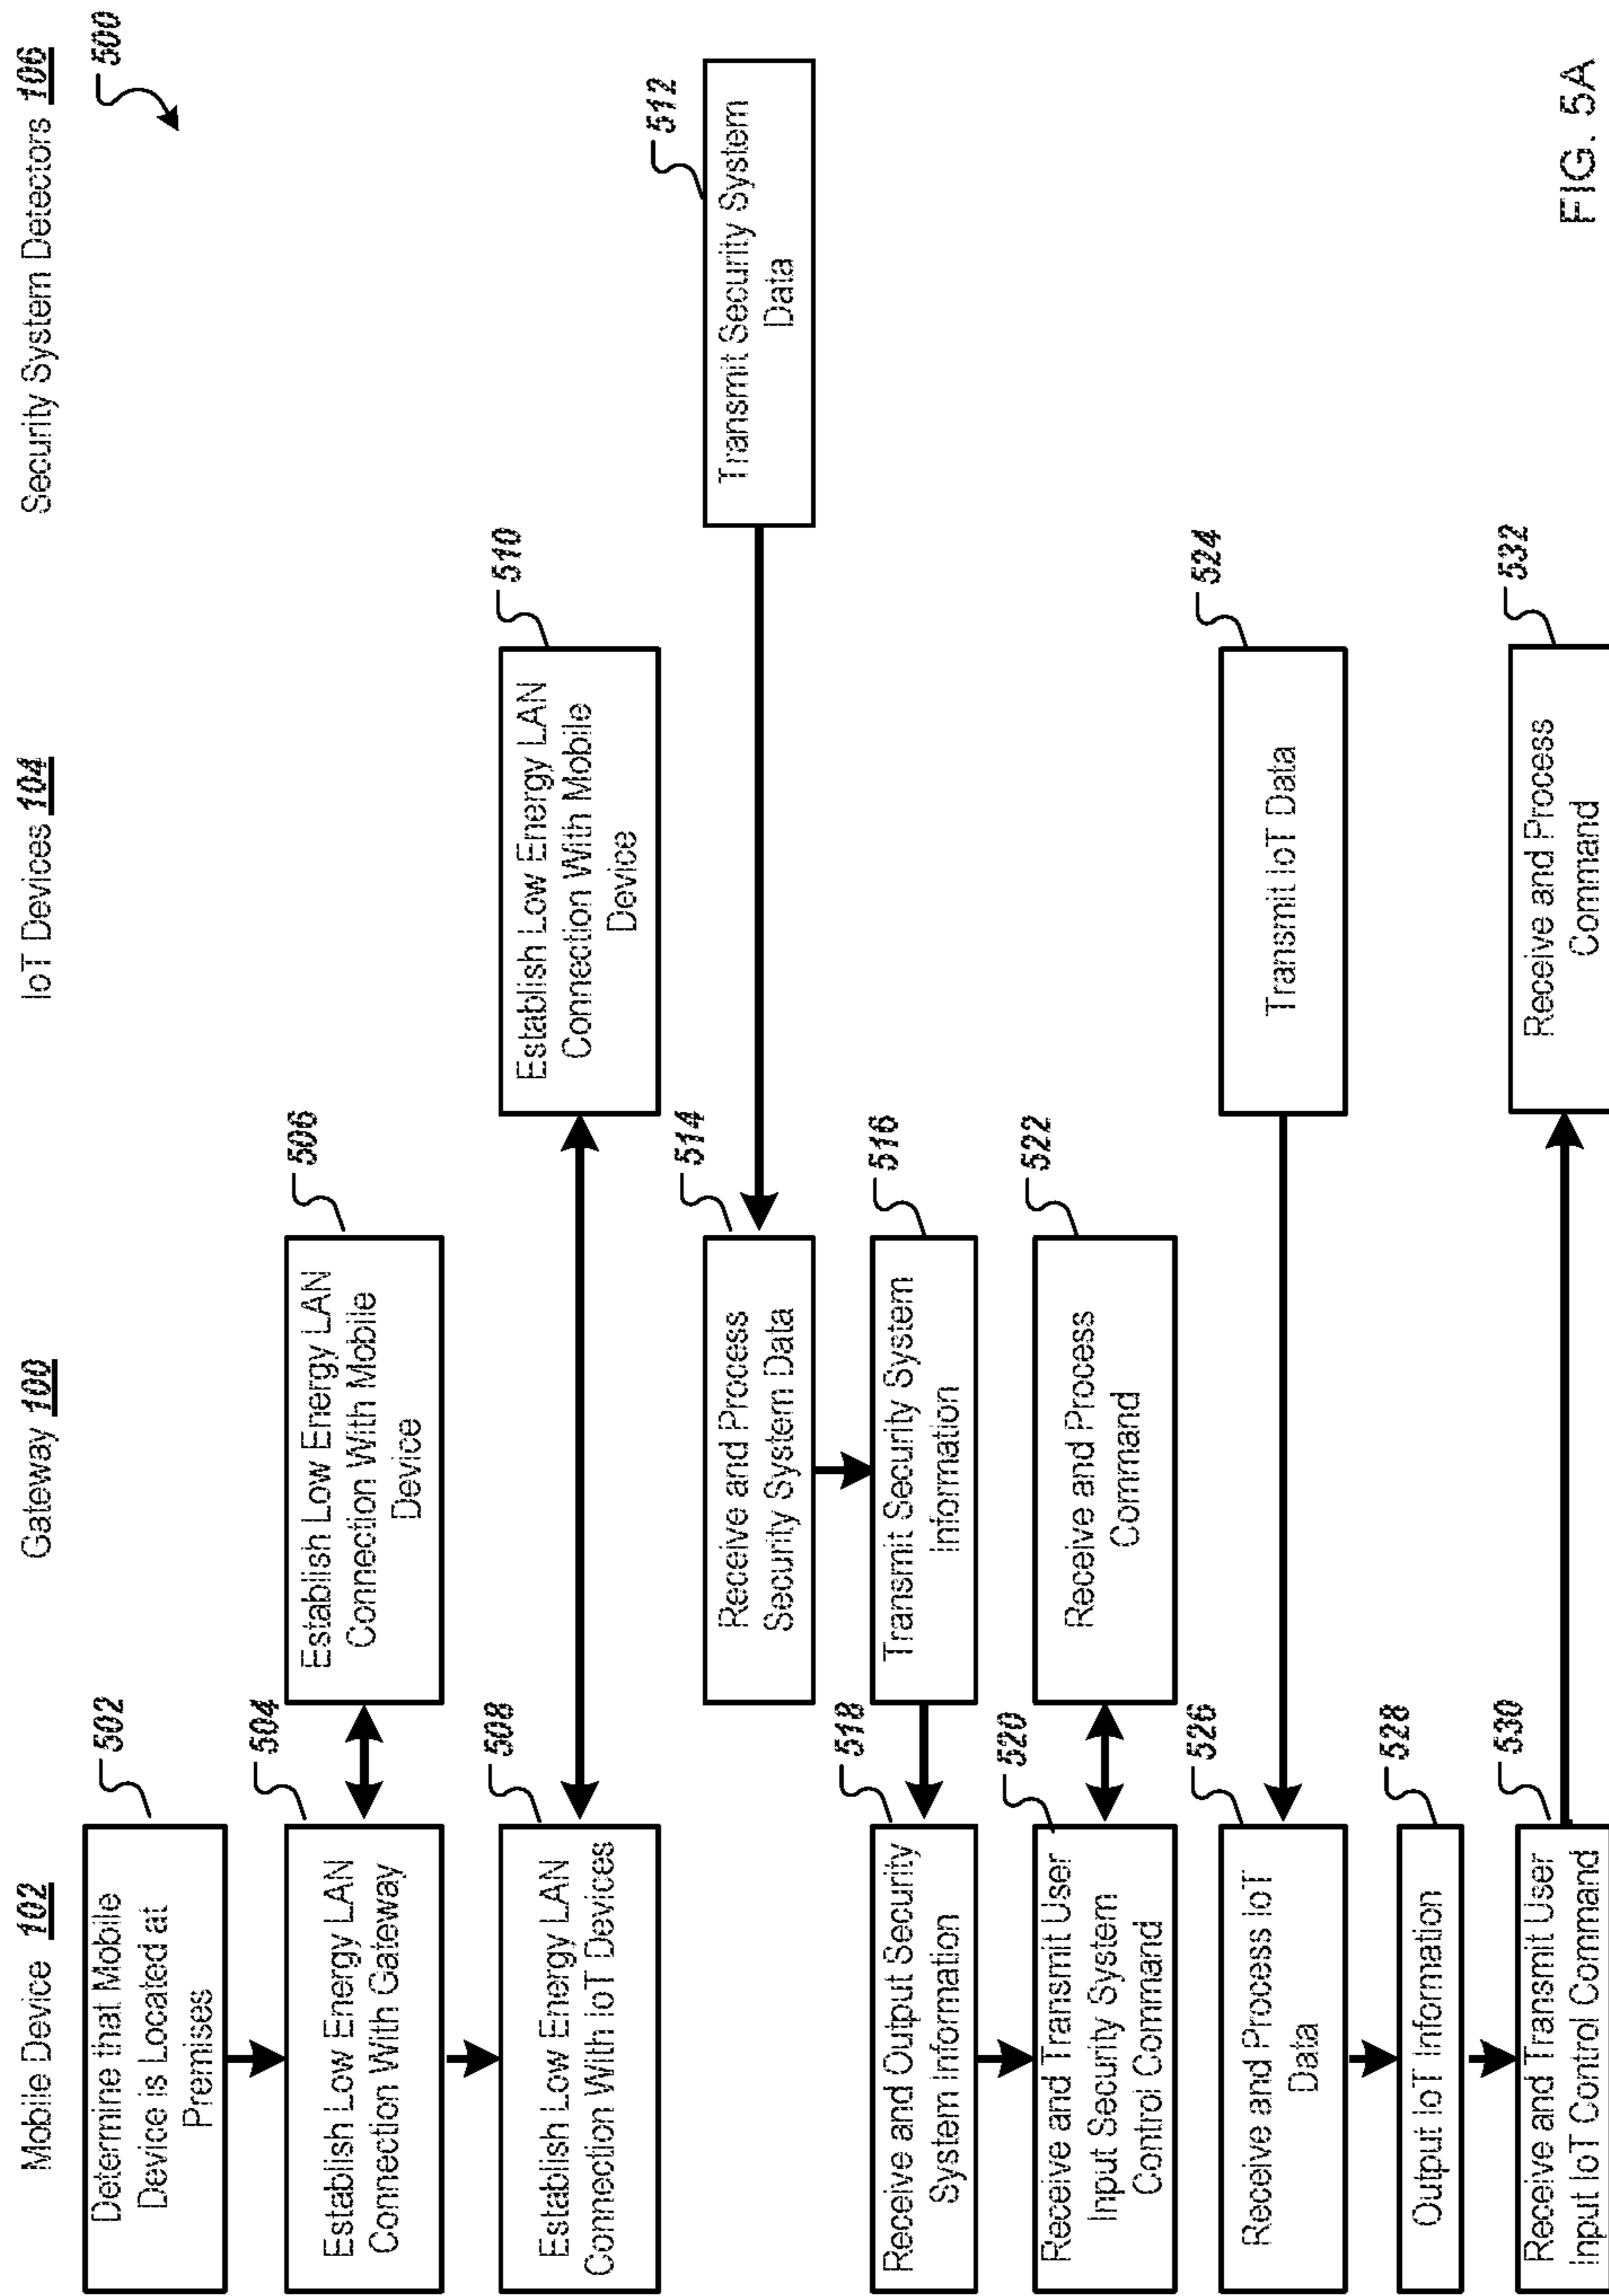 Mobile Device 102
Gateway 100
IoT Devices 104
Security System Detectors 106
500
502
Determine that Mobile
Device is Located at
Premises
504
Establish Low Energy LAN
Connection With Gateway
506
Establish Low Energy LAN
Connection With Mobile
Device
508
Establish Low Energy LAN
Connection With IoT Devices
510
Establish Low Energy LAN
Connection With Mobile
Device
512
Transmit Security System
Data
514
Receive and Process
Security System Data
516
Transmit Security System
Information
518
Receive and Output Security
System Information
520
Receive and Transmit User
Input Security System
Control Command
522
Receive and Process
Command
524
Transmit IoT Data
526
Receive and Process IoT
Data
528
Output IoT Information
530
Receive and Transmit User
Input IoT Control Command
532
Receive and Process
Command
FIG. 5A